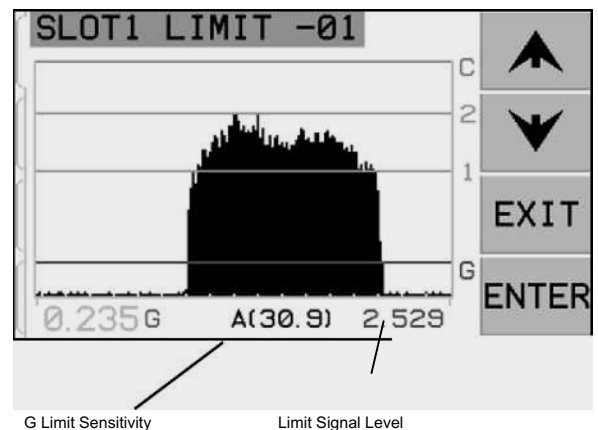 SLOT1 LIMIT -01
C
2
1
G
EXIT
ENTER
0.235G A(30.9) 2,529
G Limit Sensitivity Limit Signal Level